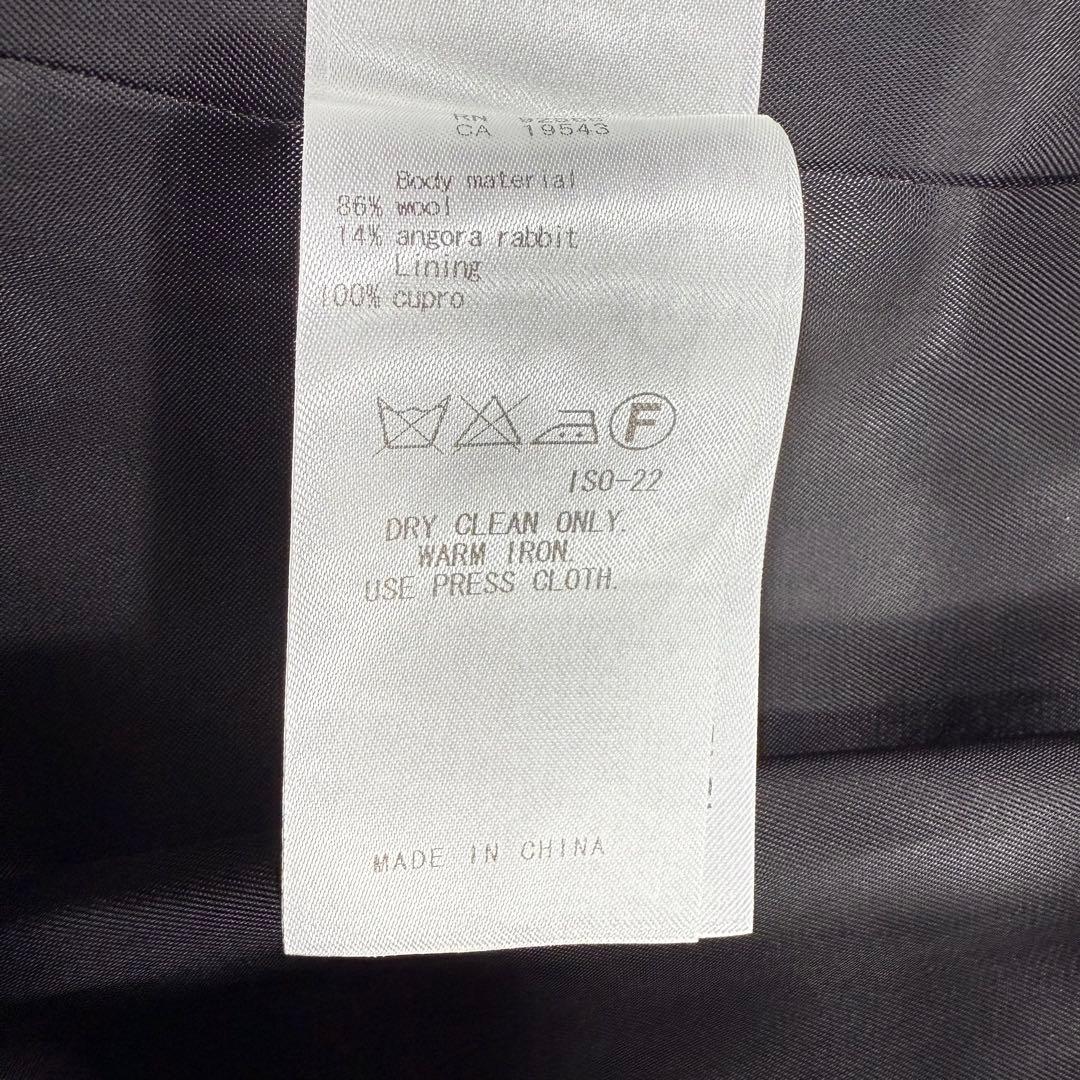 RN
CA 19543
Body material
86% wool
14% angora rabbit
Lining
100% cupro
F
ISO-22
DRY CLEAN ONLY.
WARM IRON.
USE PRESS CLOTH.
MADE IN CHINA